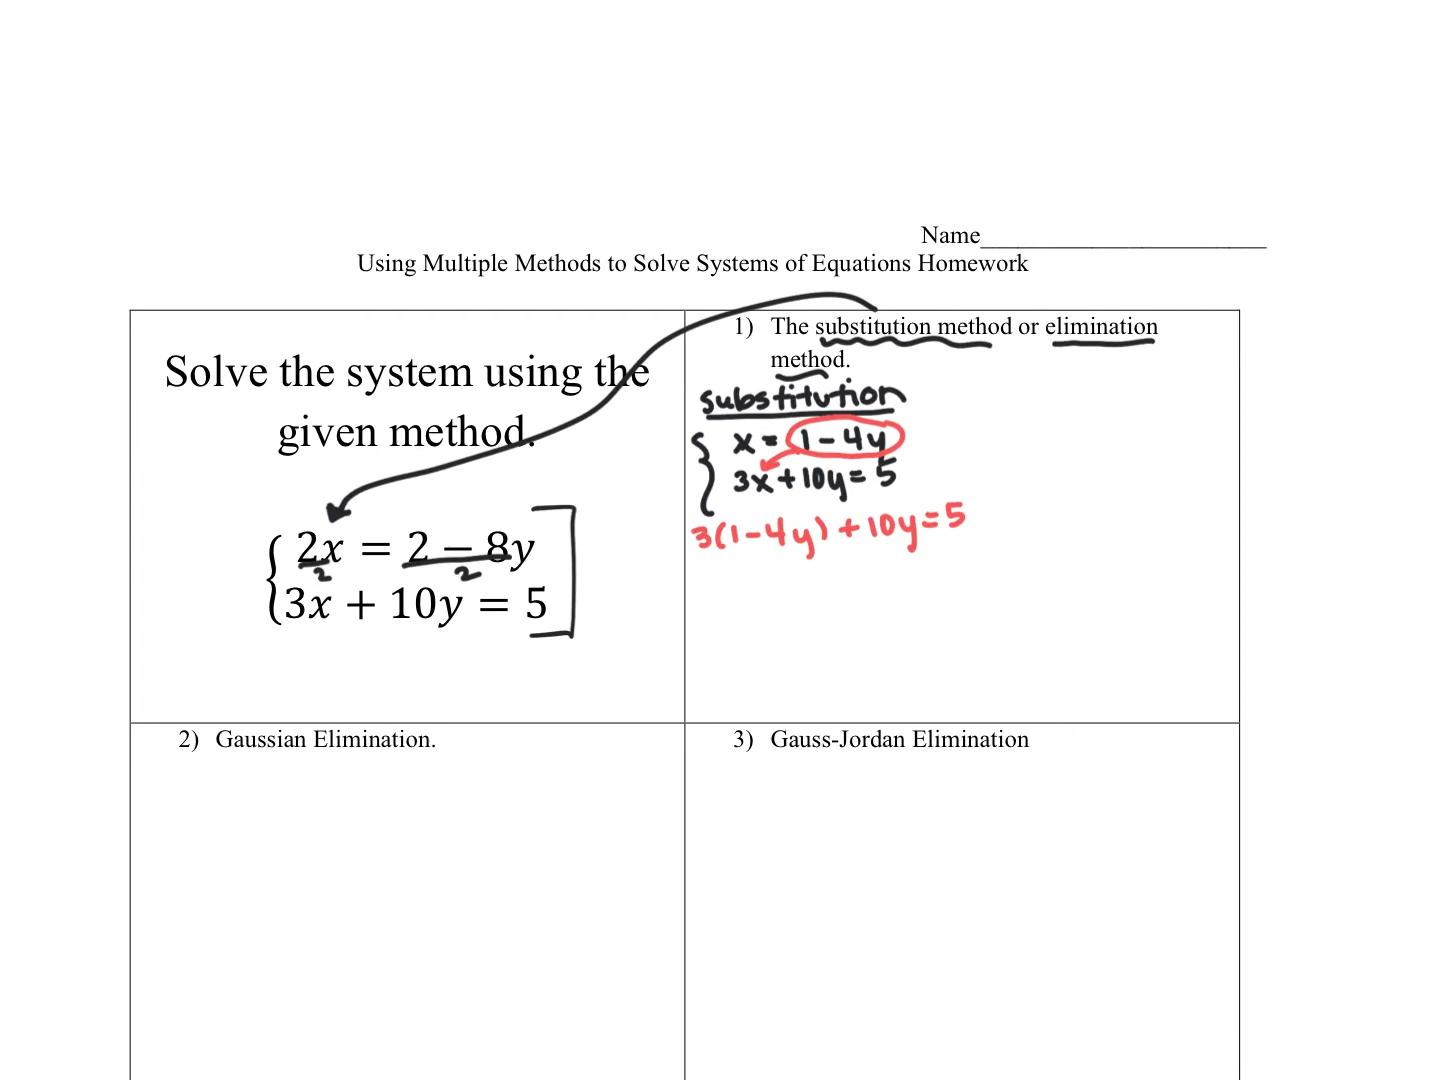 Name______________________
Using Multiple Methods to Solve Systems of Equations Homework
Solve the system using the
given method.
2x = 2 − 8y
2 2
3x + 10y = 5
1) The substitution method or elimination
method.
substitution
x = 1 - 4y
3x + 10y = 5
3(1-4y) + 10y = 5
2) Gaussian Elimination.
3) Gauss-Jordan Elimination